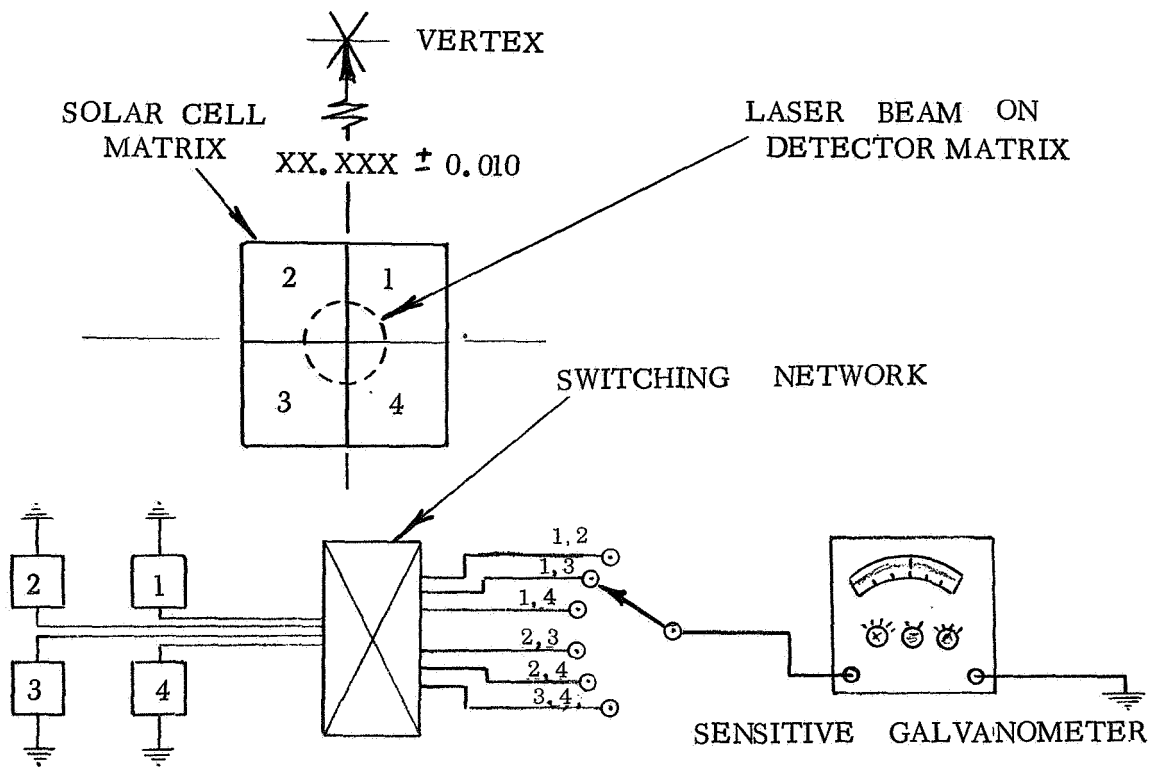 VERTEX
SOLAR CELL
MATRIX
LASER BEAM ON
DETECTOR MATRIX
XX.XXX ± 0.010
2 1
3 4
SWITCHING NETWORK
1,2
1,3
1,4
2,3
2,4
3,4
2 1
3 4
SENSITIVE GALVANOMETER